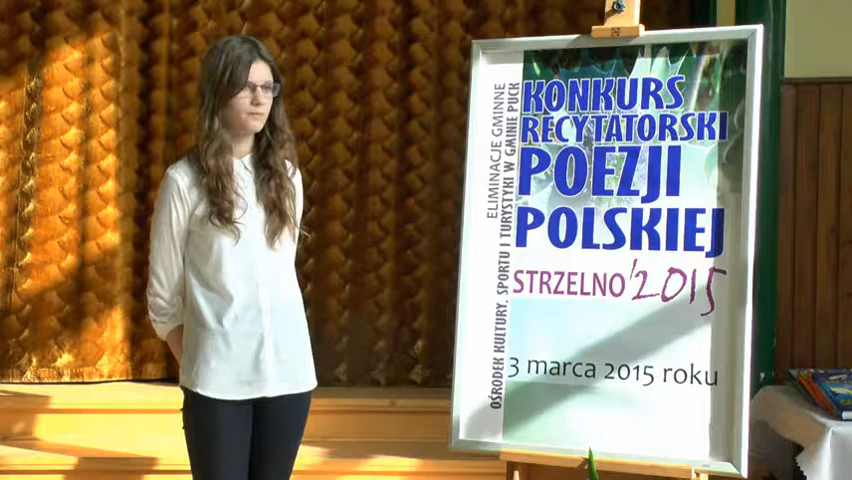 KONKURS
RECYTATORSKI
POEZJI
POLSKIEJ
STRZELNO'2015
3 marca 2015 roku
ELIMINACJE GMINNE
OŚRODEK KULTURY, SPORTU I TURYSTYKI W GMINIE PUCK